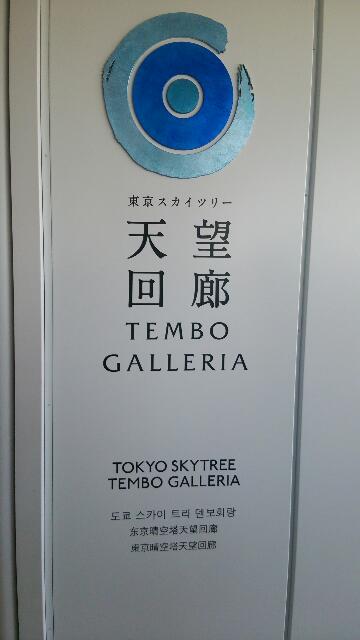 東京スカイツリー
天望
回廊
TEMBO
GALLERIA
TOKYO SKYTREE
TEMBO GALLERIA
도쿄 스카이 트리 덴보회랑
东京晴空塔天望回廊
東京晴空塔天望回廊